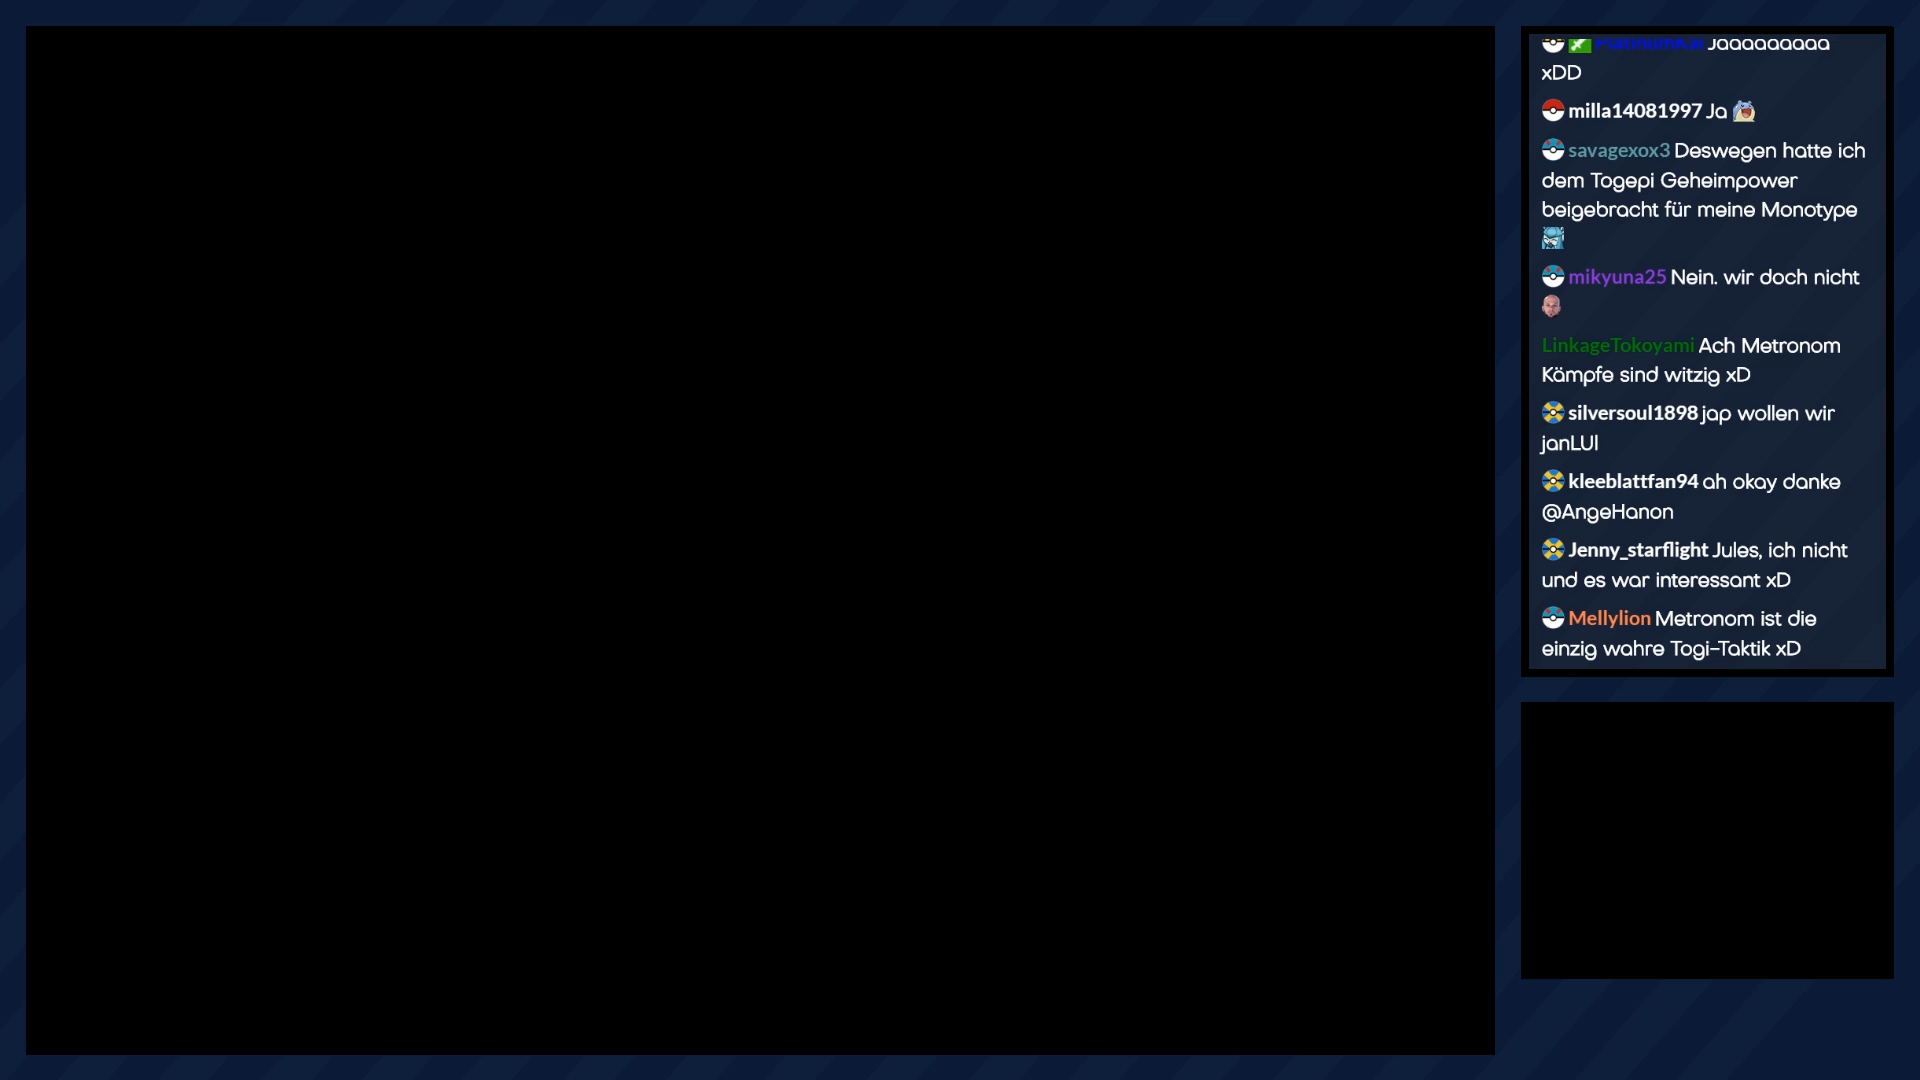 PlatinumKai Jaaaaaaaaa
xDD
milla14081997 Ja
savagexox3 Deswegen hatte ich
dem Togepi Geheimpower
beigebracht für meine Monotype
mikyuna25 Nein. wir doch nicht
LinkageTokoyami Ach Metronom
Kämpfe sind witzig xD
silversoul1898 jap wollen wir
janLUl
kleeblattfan94 ah okay danke
@AngeHanon
Jenny_starflight Jules, ich nicht
und es war interessant xD
Mellylion Metronom ist die
einzig wahre Togi-Taktik xD